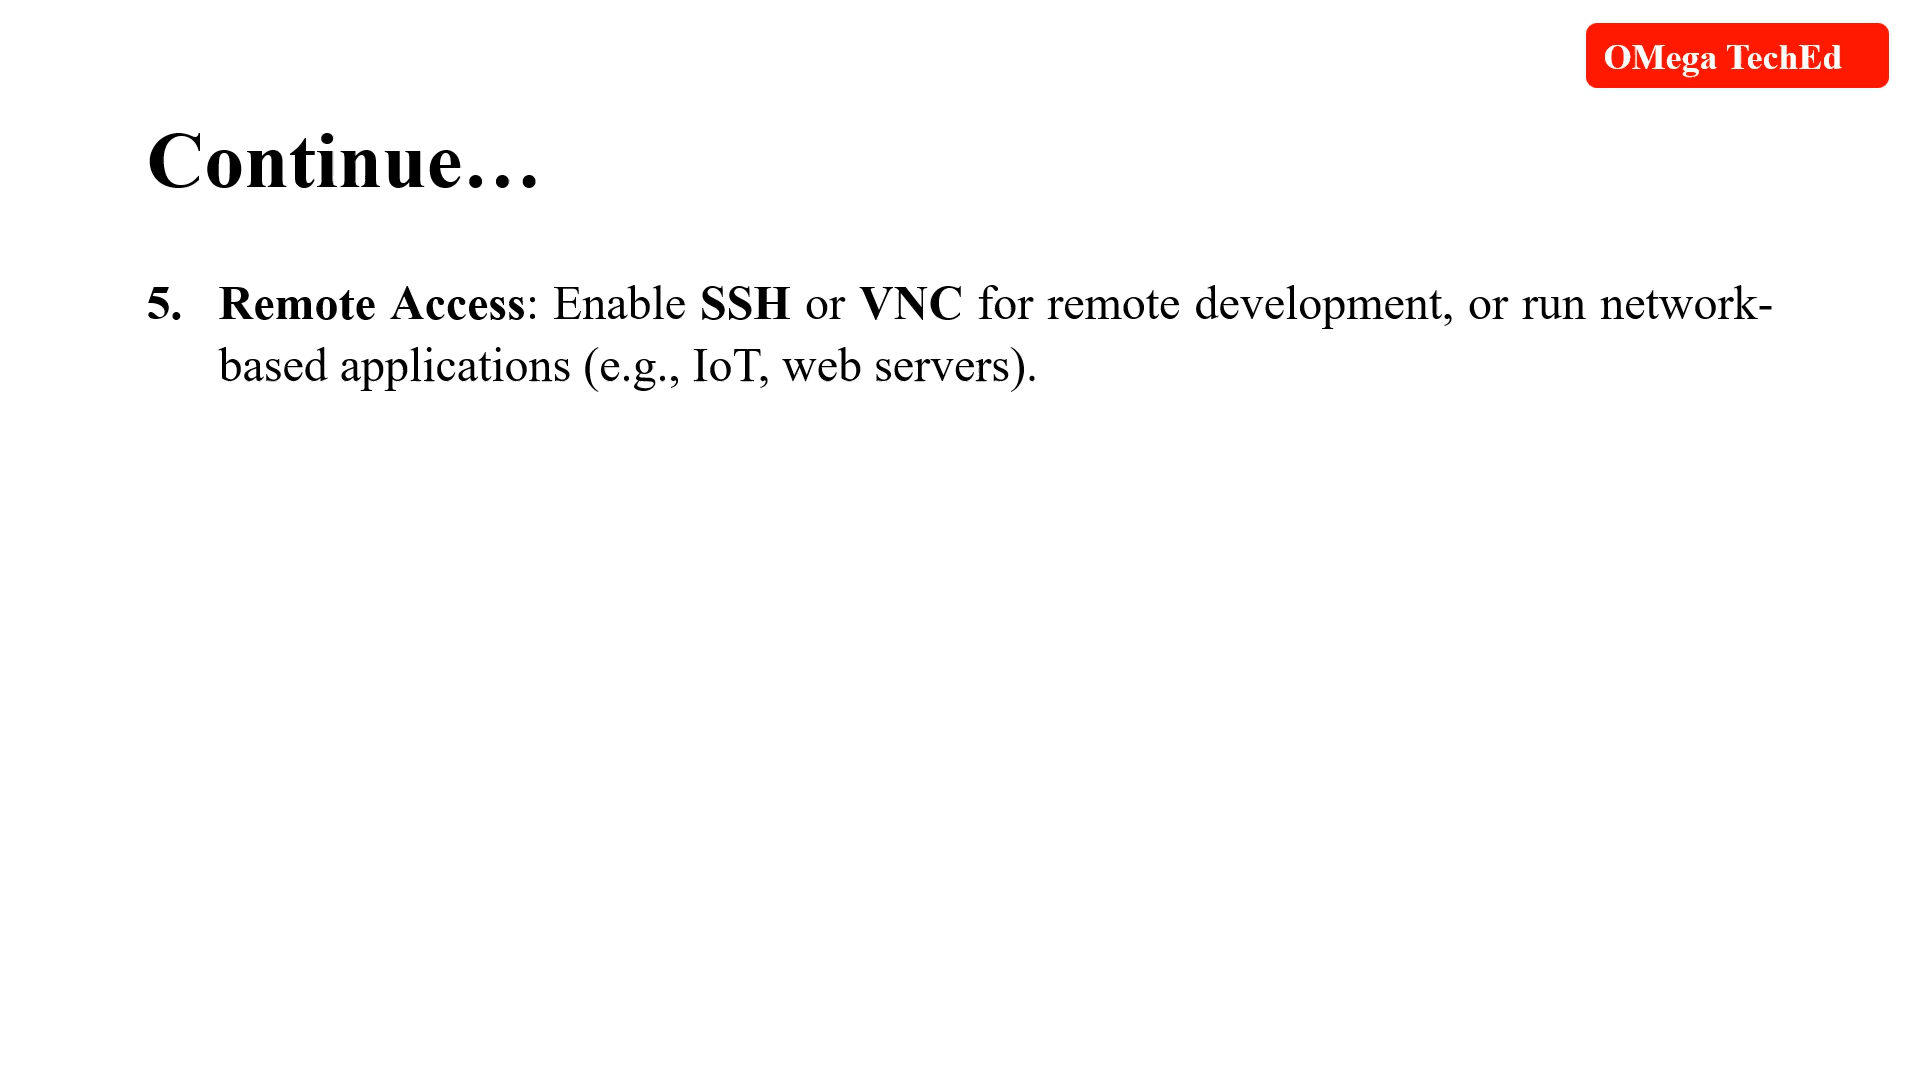 OMega TechEd
Continue…
5. Remote Access: Enable SSH or VNC for remote development, or run network-
based applications (e.g., IoT, web servers).